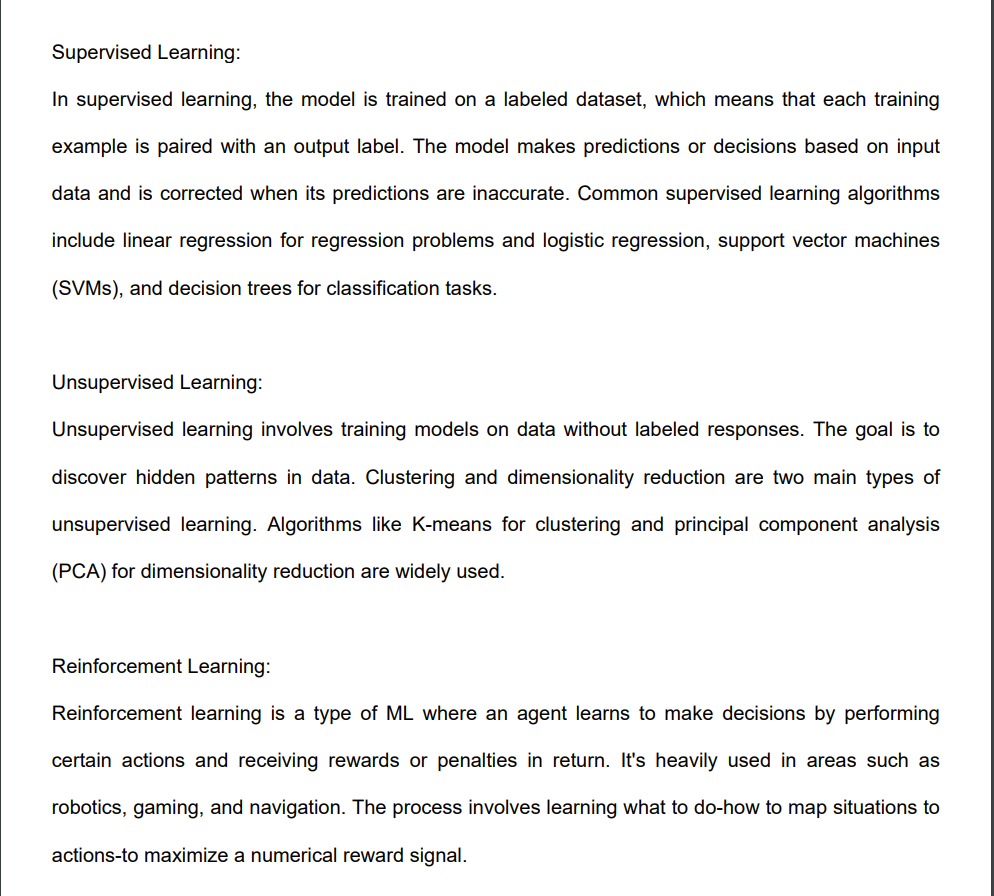 Supervised Learning:
In supervised learning, the model is trained on a labeled dataset, which means that each training
example is paired with an output label. The model makes predictions or decisions based on input
data and is corrected when its predictions are inaccurate. Common supervised learning algorithms
include linear regression for regression problems and logistic regression, support vector machines
(SVMs), and decision trees for classification tasks.
Unsupervised Learning:
Unsupervised learning involves training models on data without labeled responses. The goal is to
discover hidden patterns in data. Clustering and dimensionality reduction are two main types of
unsupervised learning. Algorithms like K-means for clustering and principal component analysis
(PCA) for dimensionality reduction are widely used.
Reinforcement Learning:
Reinforcement learning is a type of ML where an agent learns to make decisions by performing
certain actions and receiving rewards or penalties in return. It's heavily used in areas such as
robotics, gaming, and navigation. The process involves learning what to do-how to map situations to
actions-to maximize a numerical reward signal.